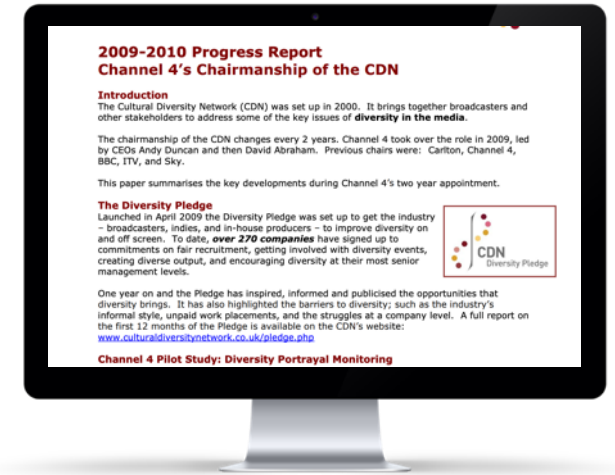 2009-2010 Progress Report
Channel 4's Chairmanship of the CDN
Introduction
The Cultural Diversity Network (CDN) was set up in 2000. It brings together broadcasters and
other stakeholders to address some of the key issues of diversity in the media.
The chairmanship of the CDN changes every 2 years. Channel 4 took over the role in 2009, led
by CEOs Andy Duncan and then David Abraham. Previous chairs were: Carlton, Channel 4,
BBC, ITV, and Sky.
This paper summarises the key developments during Channel 4's two year appointment.
The Diversity Pledge
Launched in April 2009 the Diversity Pledge was set up to get the industry
– broadcasters, indies, and in-house producers – to improve diversity on
and off screen. To date, over 270 companies have signed up to
commitments on fair recruitment, getting involved with diversity events,
creating diverse output, and encouraging diversity at their most senior
management levels.
CDN
Diversity Pledge
One year on and the Pledge has inspired, informed and publicised the opportunities that
diversity brings. It has also highlighted the barriers to diversity; such as the industry's
informal style, unpaid work placements, and the struggles at a company level. A full report on
the first 12 months of the Pledge is available on the CDN's website:
www.culturaldiversitynetwork.co.uk/pledge.php
Channel 4 Pilot Study: Diversity Portrayal Monitoring